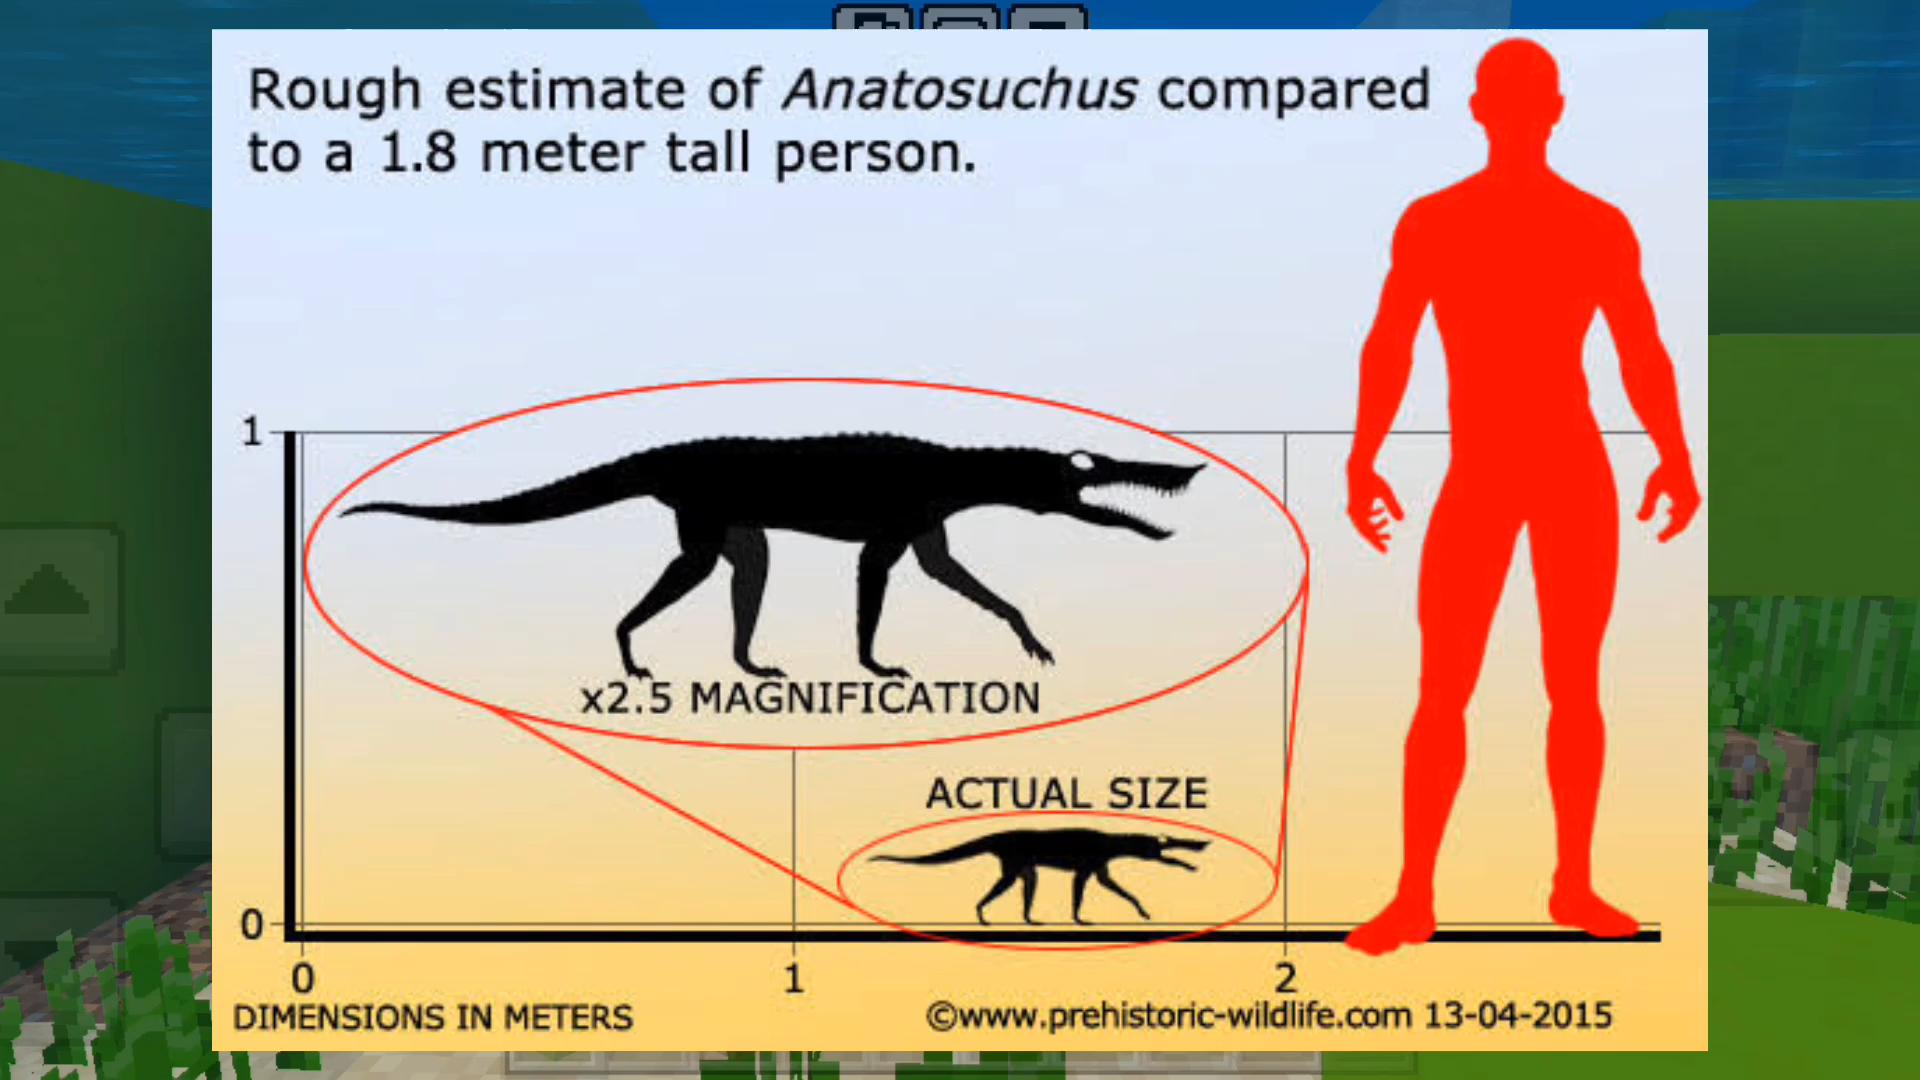 Rough estimate of Anatosuchus compared
to a 1.8 meter tall person.
1
x2.5 MAGNIFICATION
ACTUAL SIZE
0
0 1 2
DIMENSIONS IN METERS ©www.prehistoric-wildlife.com 13-04-2015